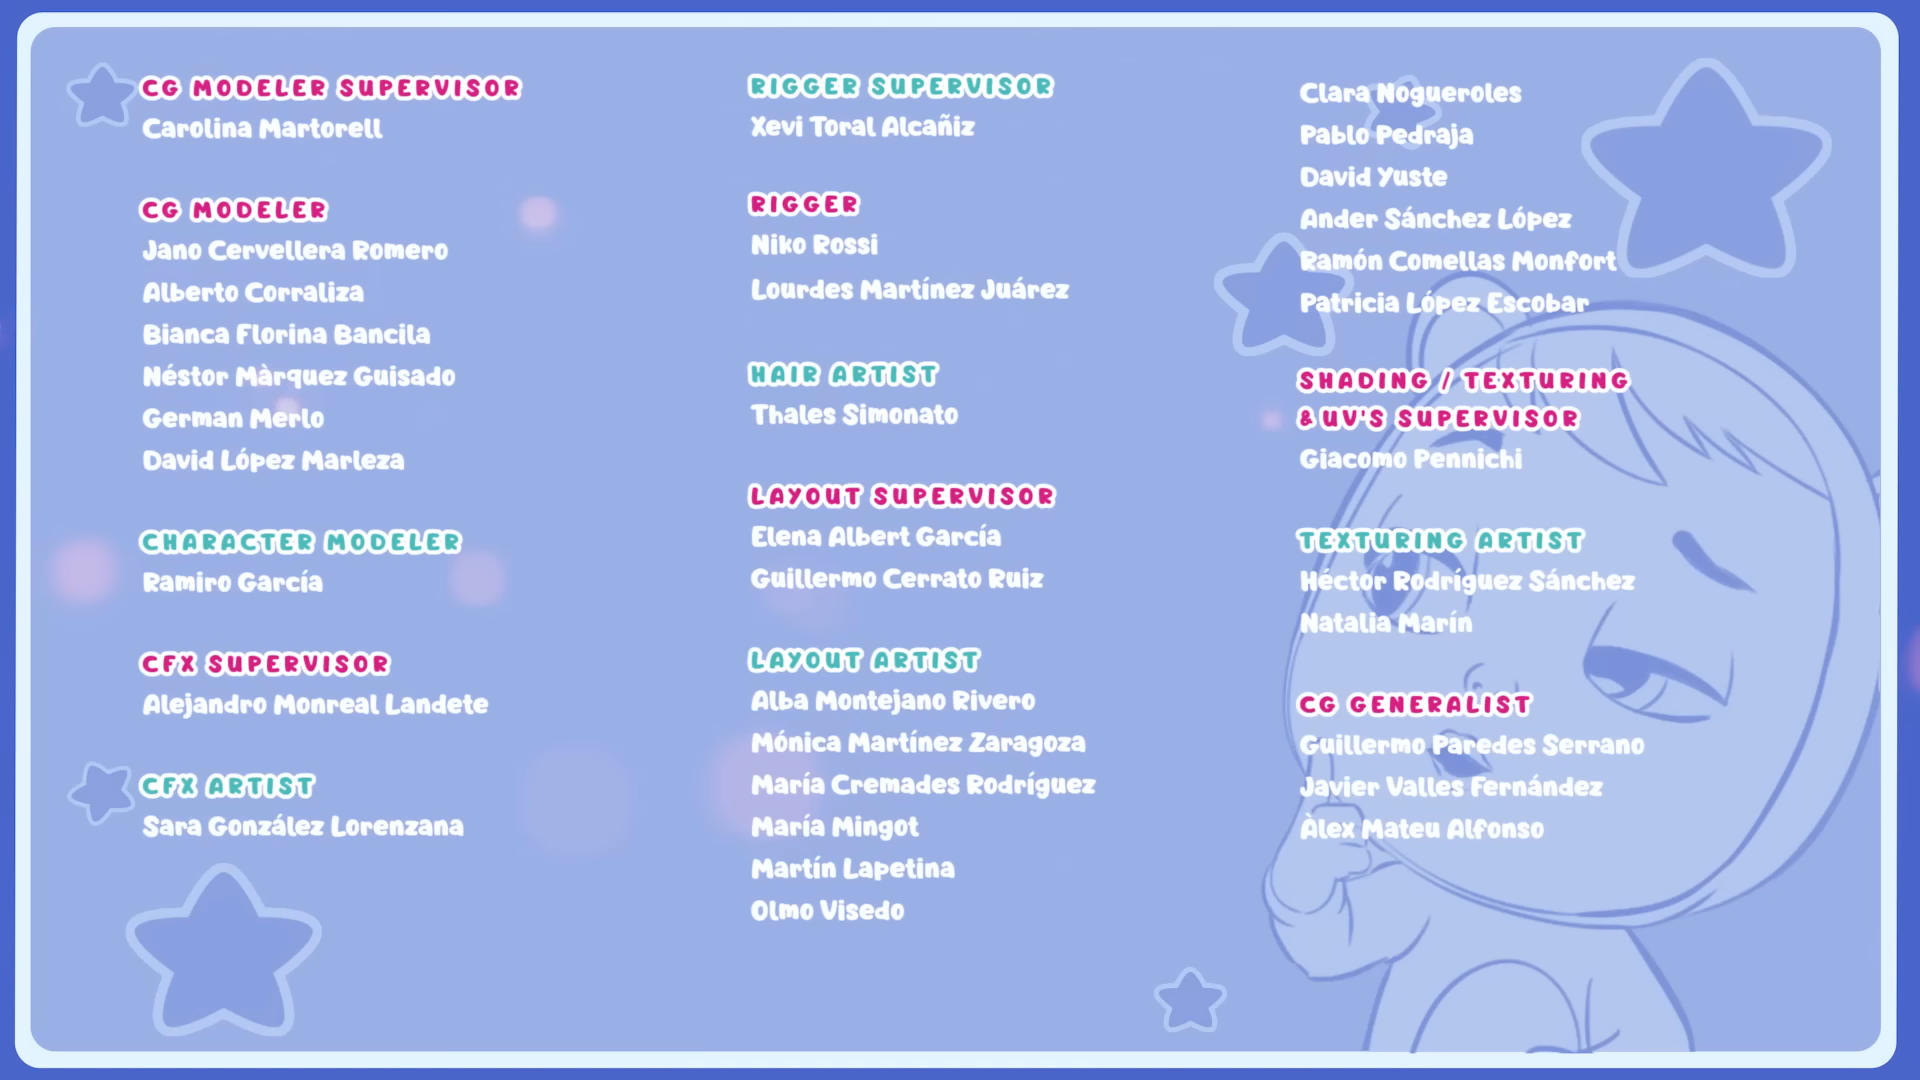 CG MODELER SUPERVISOR
Carolina Martorell
CG MODELER
Jano Cervellera Romero
Alberto Corraliza
Bianca Florina Bancila
Néstor Màrquez Guisado
German Merlo
David López Marleza
CHARACTER MODELER
Ramiro García
CFX SUPERVISOR
Alejandro Monreal Landete
CFX ARTIST
Sara González Lorenzana
RIGGER SUPERVISOR
Xevi Toral Alcañiz
RIGGER
Niko Rossi
Lourdes Martínez Juárez
HAIR ARTIST
Thales Simonato
LAYOUT SUPERVISOR
Elena Albert García
Guillermo Cerrato Ruiz
LAYOUT ARTIST
Alba Montejano Rivero
Mónica Martínez Zaragoza
María Cremades Rodríguez
María Mingot
Martín Lapetina
Olmo Visedo
Clara Nogueroles
Pablo Pedraja
David Yuste
Ander Sánchez López
Ramón Comellas Monfort
Patricia López Escobar
SHADING / TEXTURING
& UV'S SUPERVISOR
Giacomo Pennichi
TEXTURING ARTIST
Héctor Rodríguez Sánchez
Natalia Marín
CG GENERALIST
Guillermo Paredes Serrano
Javier Valles Fernández
Àlex Mateu Alfonso